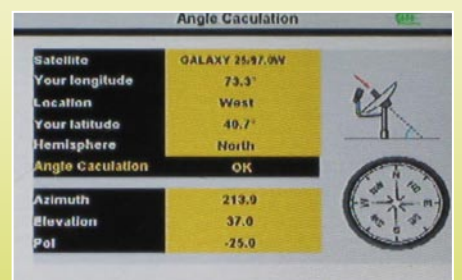 Angle Caculation
Satellite GALAXY 25/97.0W
Your longitude 73.3°
Location West
Your latitude 40.7°
Hemisphere North
Angle Caculation OK
Azimuth 213.9
Elevation 37.0
Pol -25.0
N
W
E
S